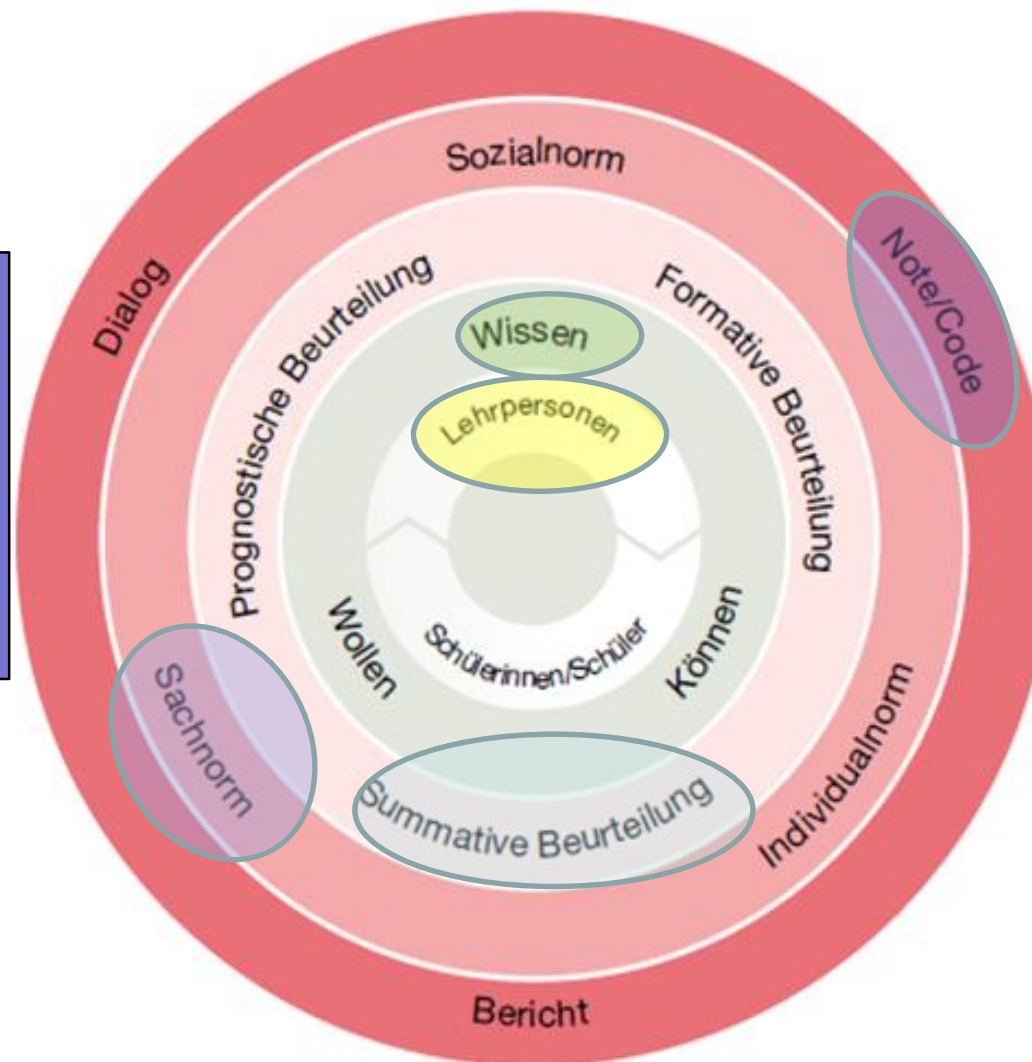 Sozialnorm
Dialog
Note/Code
Prognostische Beurteilung
Formative Beurteilung
Wissen
Lehrpersonen
Wollen
Schülerinnen/Schüler
Können
Sachnorm
Summative Beurteilung
Individualnorm
Bericht